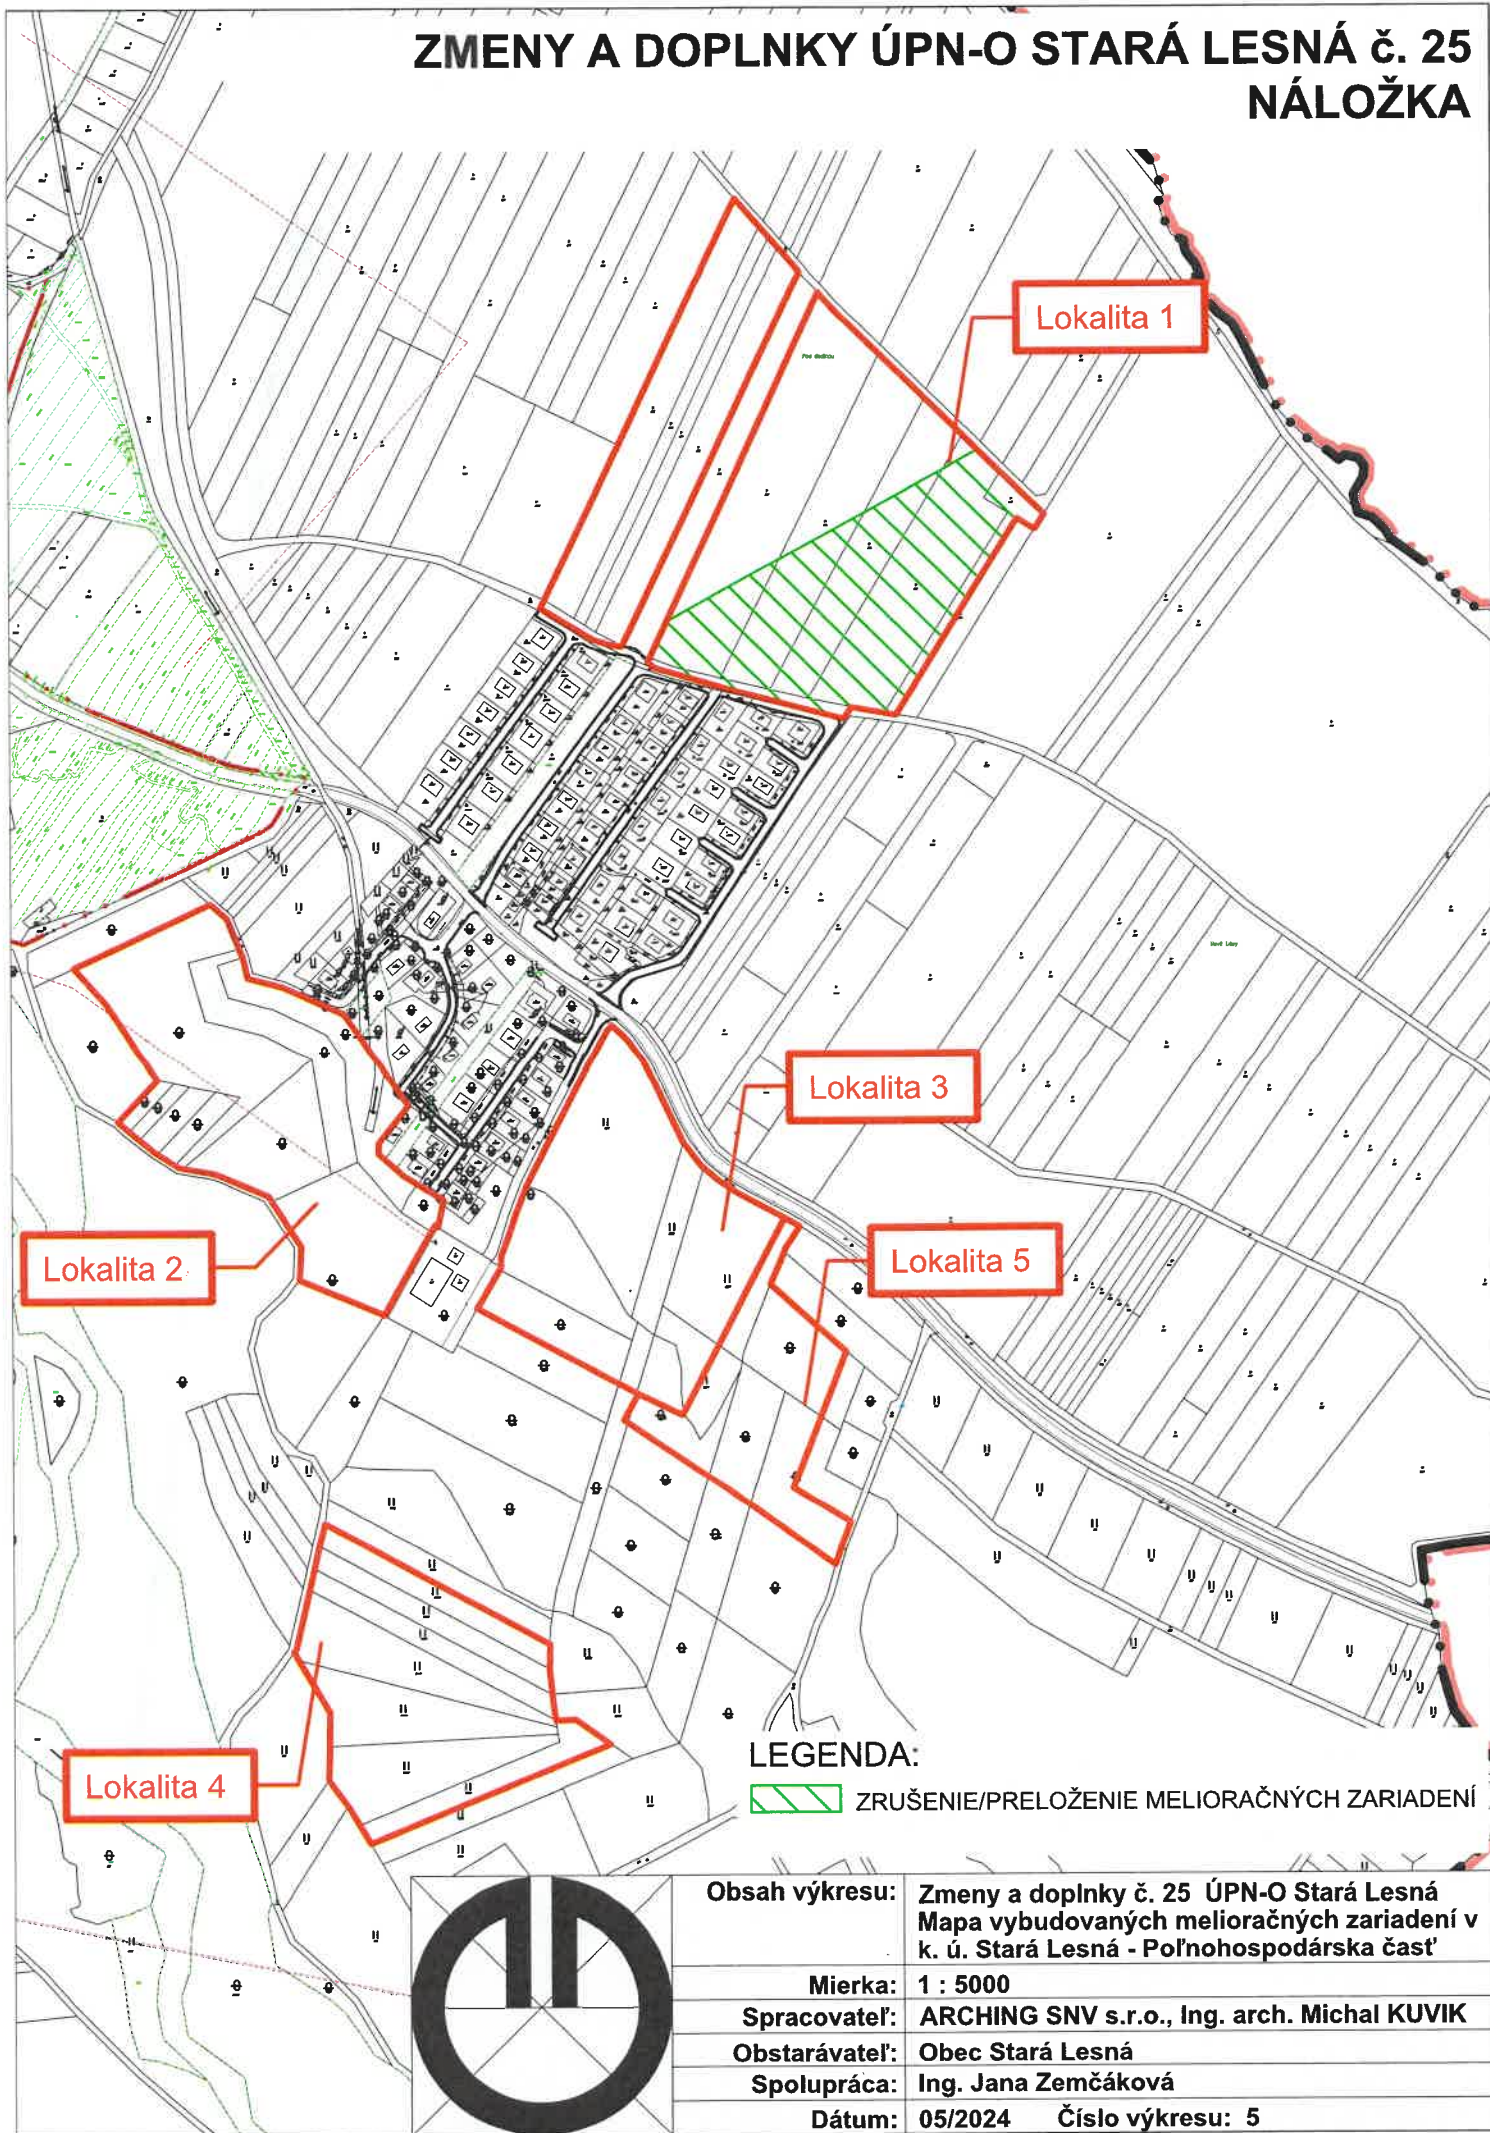 ZMENY A DOPLNKY ÚPN-O STARÁ LESNÁ č. 25
NÁLOŽKA
Lokalita 1
Lokalita 3
Lokalita 5
Lokalita 2
Lokalita 4
LEGENDA:
ZRUŠENIE/PRELOŽENIE MELIORAČNÝCH ZARIADENÍ
Obsah výkresu: Zmeny a doplnky č. 25 ÚPN-O Stará Lesná
Mapa vybudovaných melioračných zariadení v
k. ú. Stará Lesná - Poľnohospodárska časť
Mierka: 1 : 5000
Spracovateľ: ARCHING SNV s.r.o., Ing. arch. Michal KUVIK
Obstarávateľ: Obec Stará Lesná
Spolupráca: Ing. Jana Zemčáková
Dátum: 05/2024 Číslo výkresu: 5